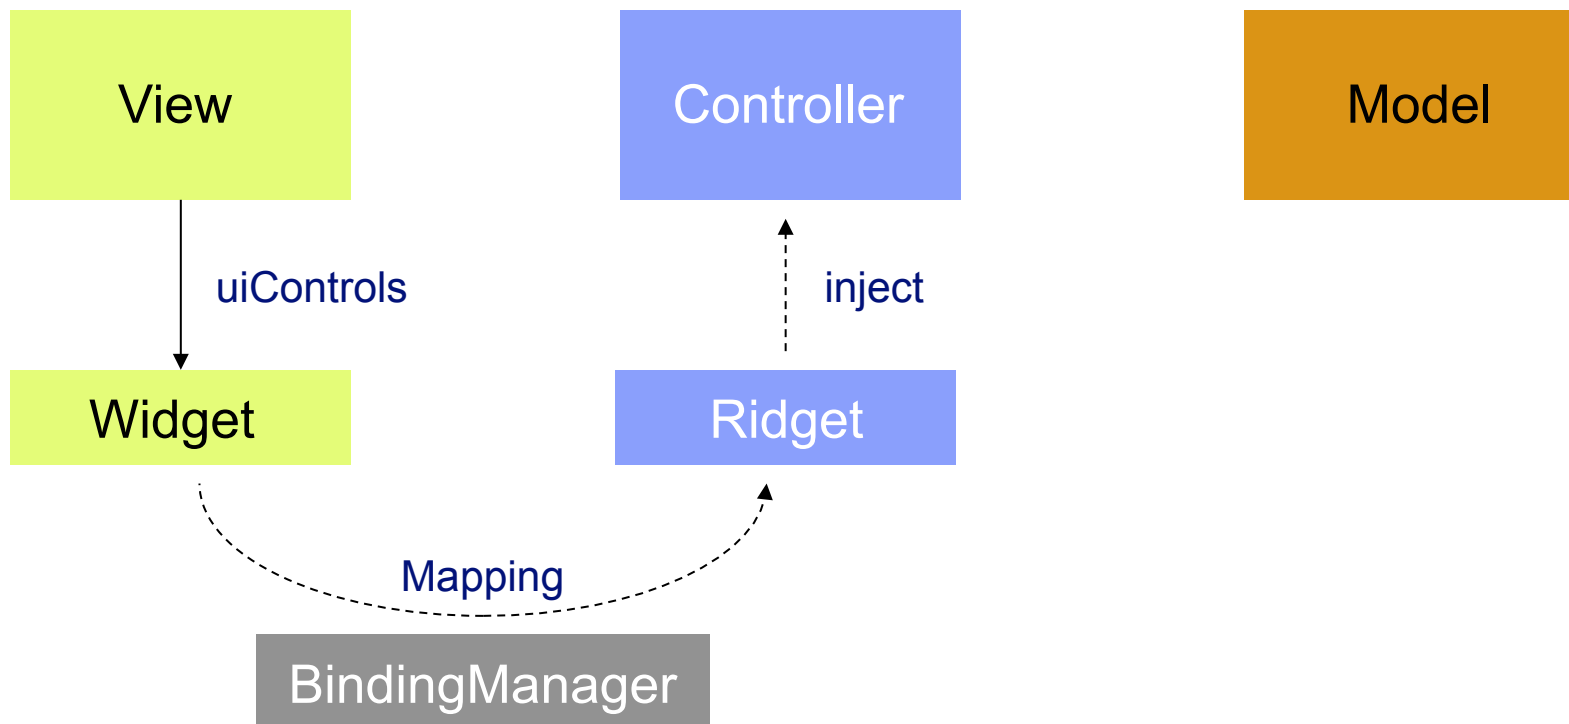 View
Controller
Model
uiControls
inject
Widget
Ridget
Mapping
BindingManager